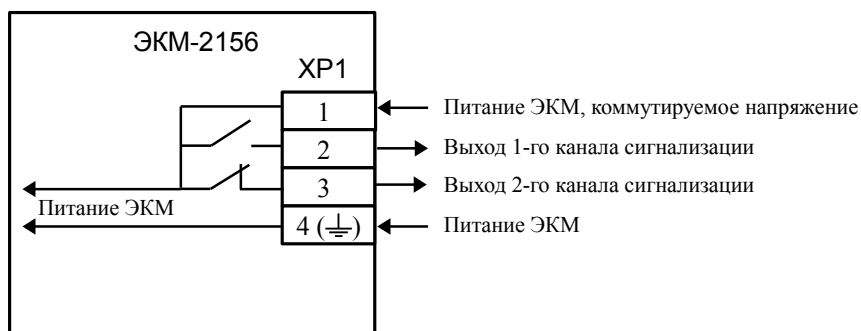 ЭКМ-2156
XP1
1 Питание ЭКМ, коммутируемое напряжение
2 Выход 1-го канала сигнализации
3 Выход 2-го канала сигнализации
Питание ЭКМ
4 (⏚) Питание ЭКМ